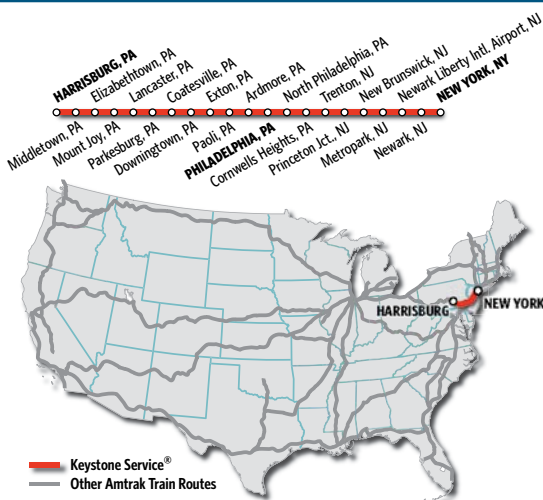 HARRISBURG, PA
Middletown, PA
Elizabethtown, PA
Mount Joy, PA
Lancaster, PA
Parkesburg, PA
Coatesville, PA
Downingtown, PA
Exton, PA
Paoli, PA
Ardmore, PA
PHILADELPHIA, PA
North Philadelphia, PA
Cornwells Heights, PA
Trenton, NJ
Princeton Jct., NJ
New Brunswick, NJ
Metropark, NJ
Newark Liberty Intl. Airport, NJ
Newark, NJ
NEW YORK, NY
HARRISBURG
NEW YORK
Keystone Service®
Other Amtrak Train Routes